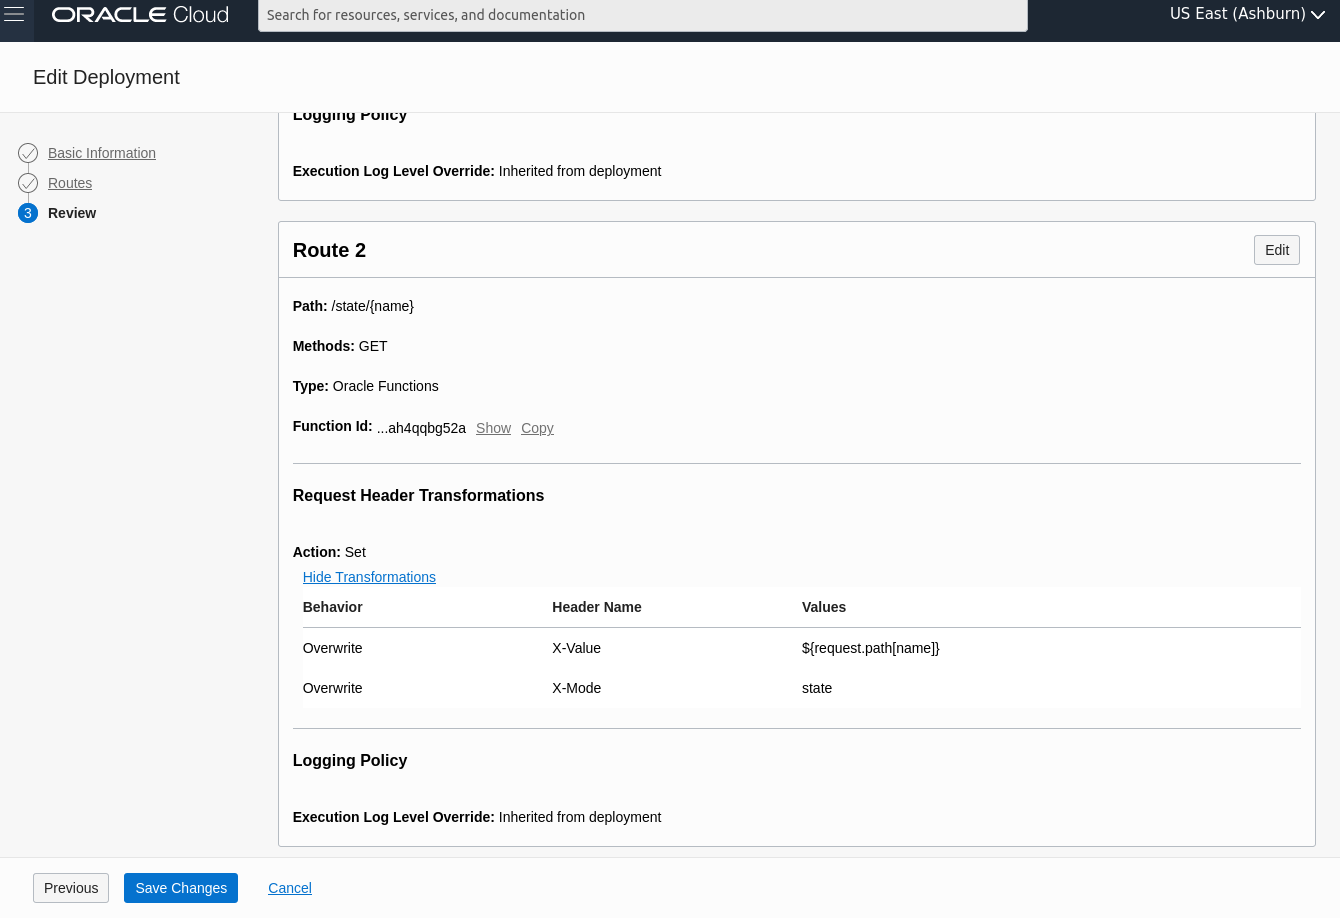 ORACLE Cloud
Search for resources, services, and documentation
US East (Ashburn)
Edit Deployment
Basic Information
Routes
3 Review
Logging Policy
Execution Log Level Override: Inherited from deployment
Route 2
Edit
Path: /state/{name}
Methods: GET
Type: Oracle Functions
Function Id: ...ah4qqbg52a Show Copy
Request Header Transformations
Action: Set
Hide Transformations
Behavior Header Name Values
Overwrite X-Value ${request.path[name]}
Overwrite X-Mode state
Logging Policy
Execution Log Level Override: Inherited from deployment
Previous Save Changes Cancel